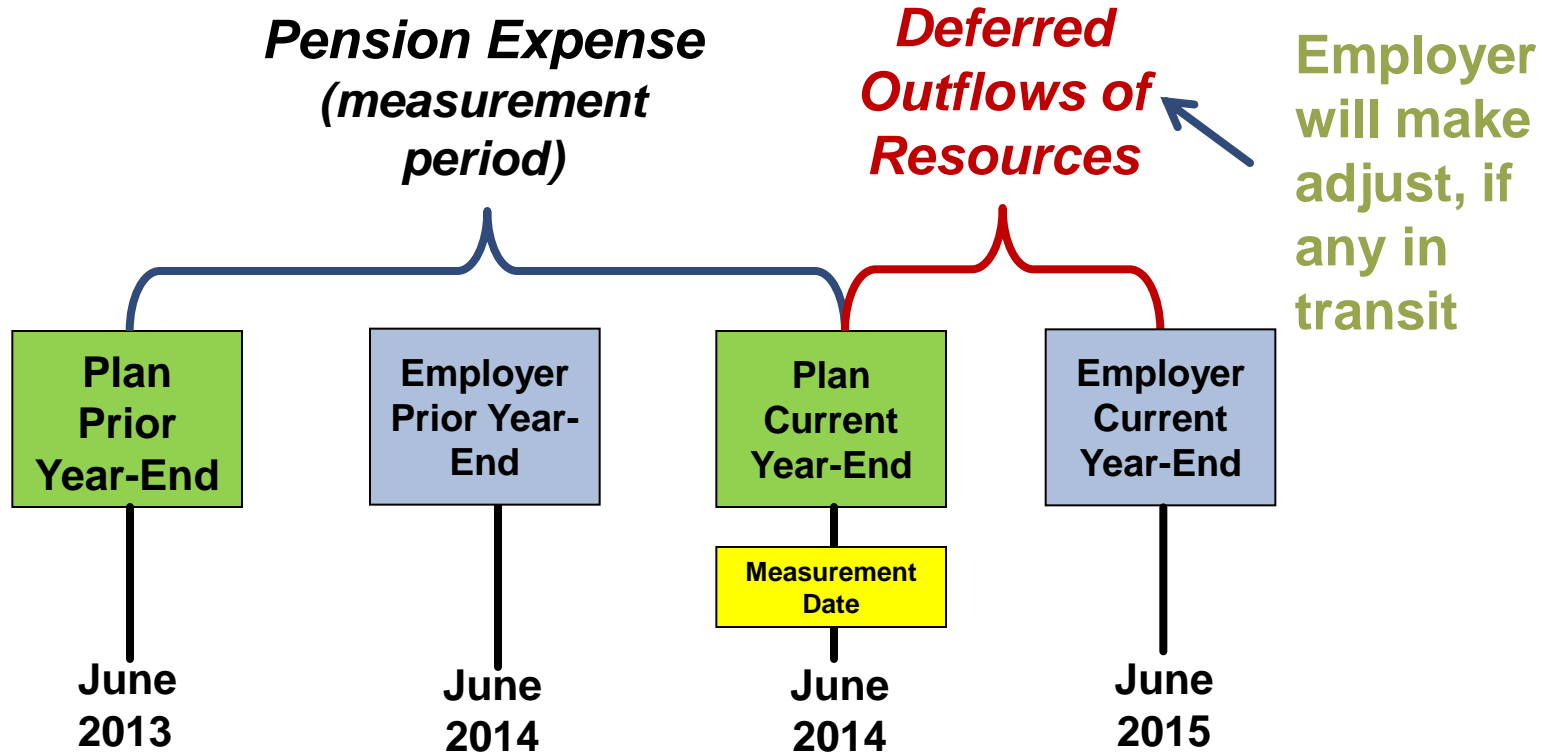 Pension Expense
(measurement
period)
Deferred
Outflows of
Resources
Employer
will make
adjust, if
any in
transit
Plan
Prior
Year-End
Employer
Prior Year-
End
Plan
Current
Year-End
Employer
Current
Year-End
Measurement
Date
June
2013
June
2014
June
2014
June
2015